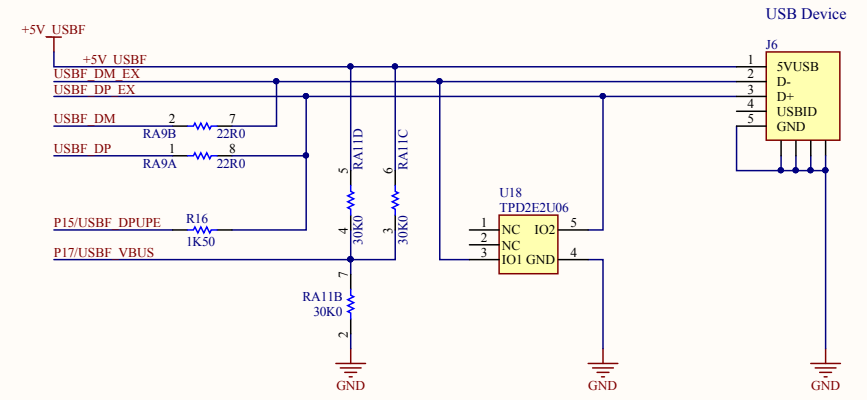 USB Device
+5V_USBF
J6
+5V_USBF
1
5VUSB
USBF_DM_EX
2
D-
USBF_DP_EX
3
D+
4
USBID
5
GND
USBF_DM
2
7
RA9B
22R0
USBF_DP
1
8
RA9A
22R0
RA11D
RA11C
5
6
4
3
30K0
30K0
U18
TPD2E2U06
P15/USBF_DPUPE
R16
1K50
1
NC
IO2
5
2
NC
3
IO1
GND
4
P17/USBF_VBUS
7
RA11B
30K0
2
GND
GND
GND